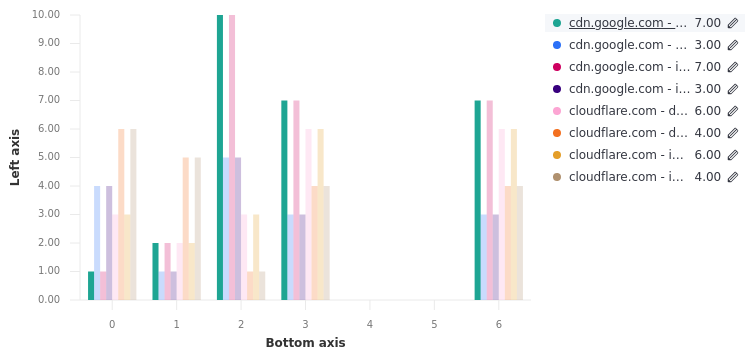 10.00
9.00
8.00
7.00
6.00
5.00
4.00
3.00
2.00
1.00
0.00
Left axis
0 1 2 3 4 5 6
Bottom axis
cdn.google.com - ... 7.00
cdn.google.com - ... 3.00
cdn.google.com - i... 7.00
cdn.google.com - i... 3.00
cloudflare.com - d... 6.00
cloudflare.com - d... 4.00
cloudflare.com - i... 6.00
cloudflare.com - i... 4.00